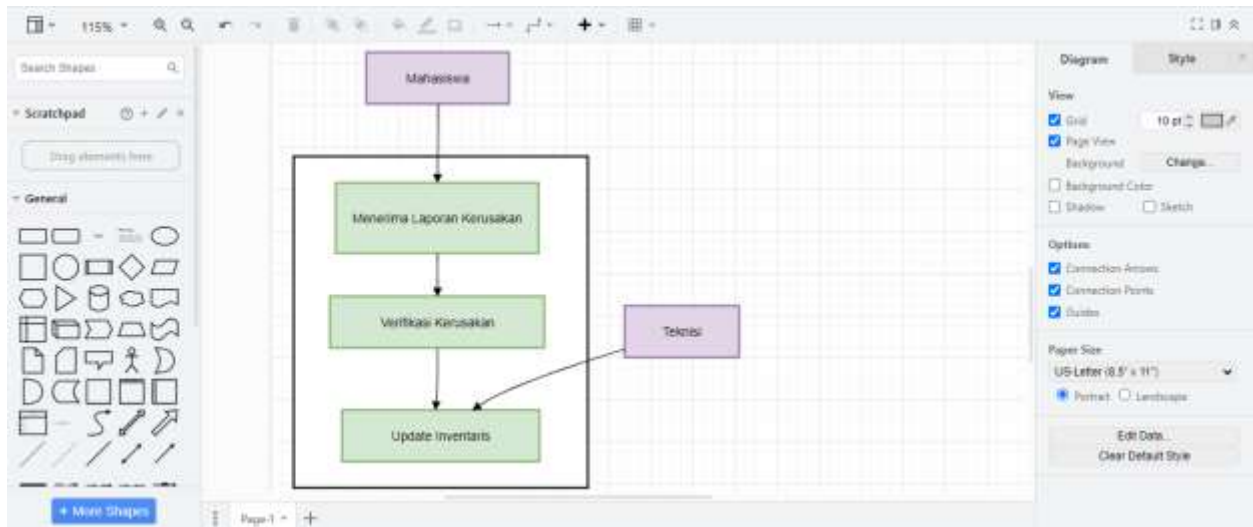 115%
Search Shapes
Scratchpad
Drag elements here
General
+ More Shapes
Mahasiswa
Menerima Laporan Kerusakan
Verifikasi Kerusakan
Teknisi
Update Inventaris
Page-1
Diagram
Style
View
Grid
10 pt
Page View
Background
Change...
Background Color
Shadow
Sketch
Options
Connection Arrows
Connection Points
Guides
Paper Size
US-Letter (8.5" x 11")
Portrait
Landscape
Edit Data...
Clear Default Style